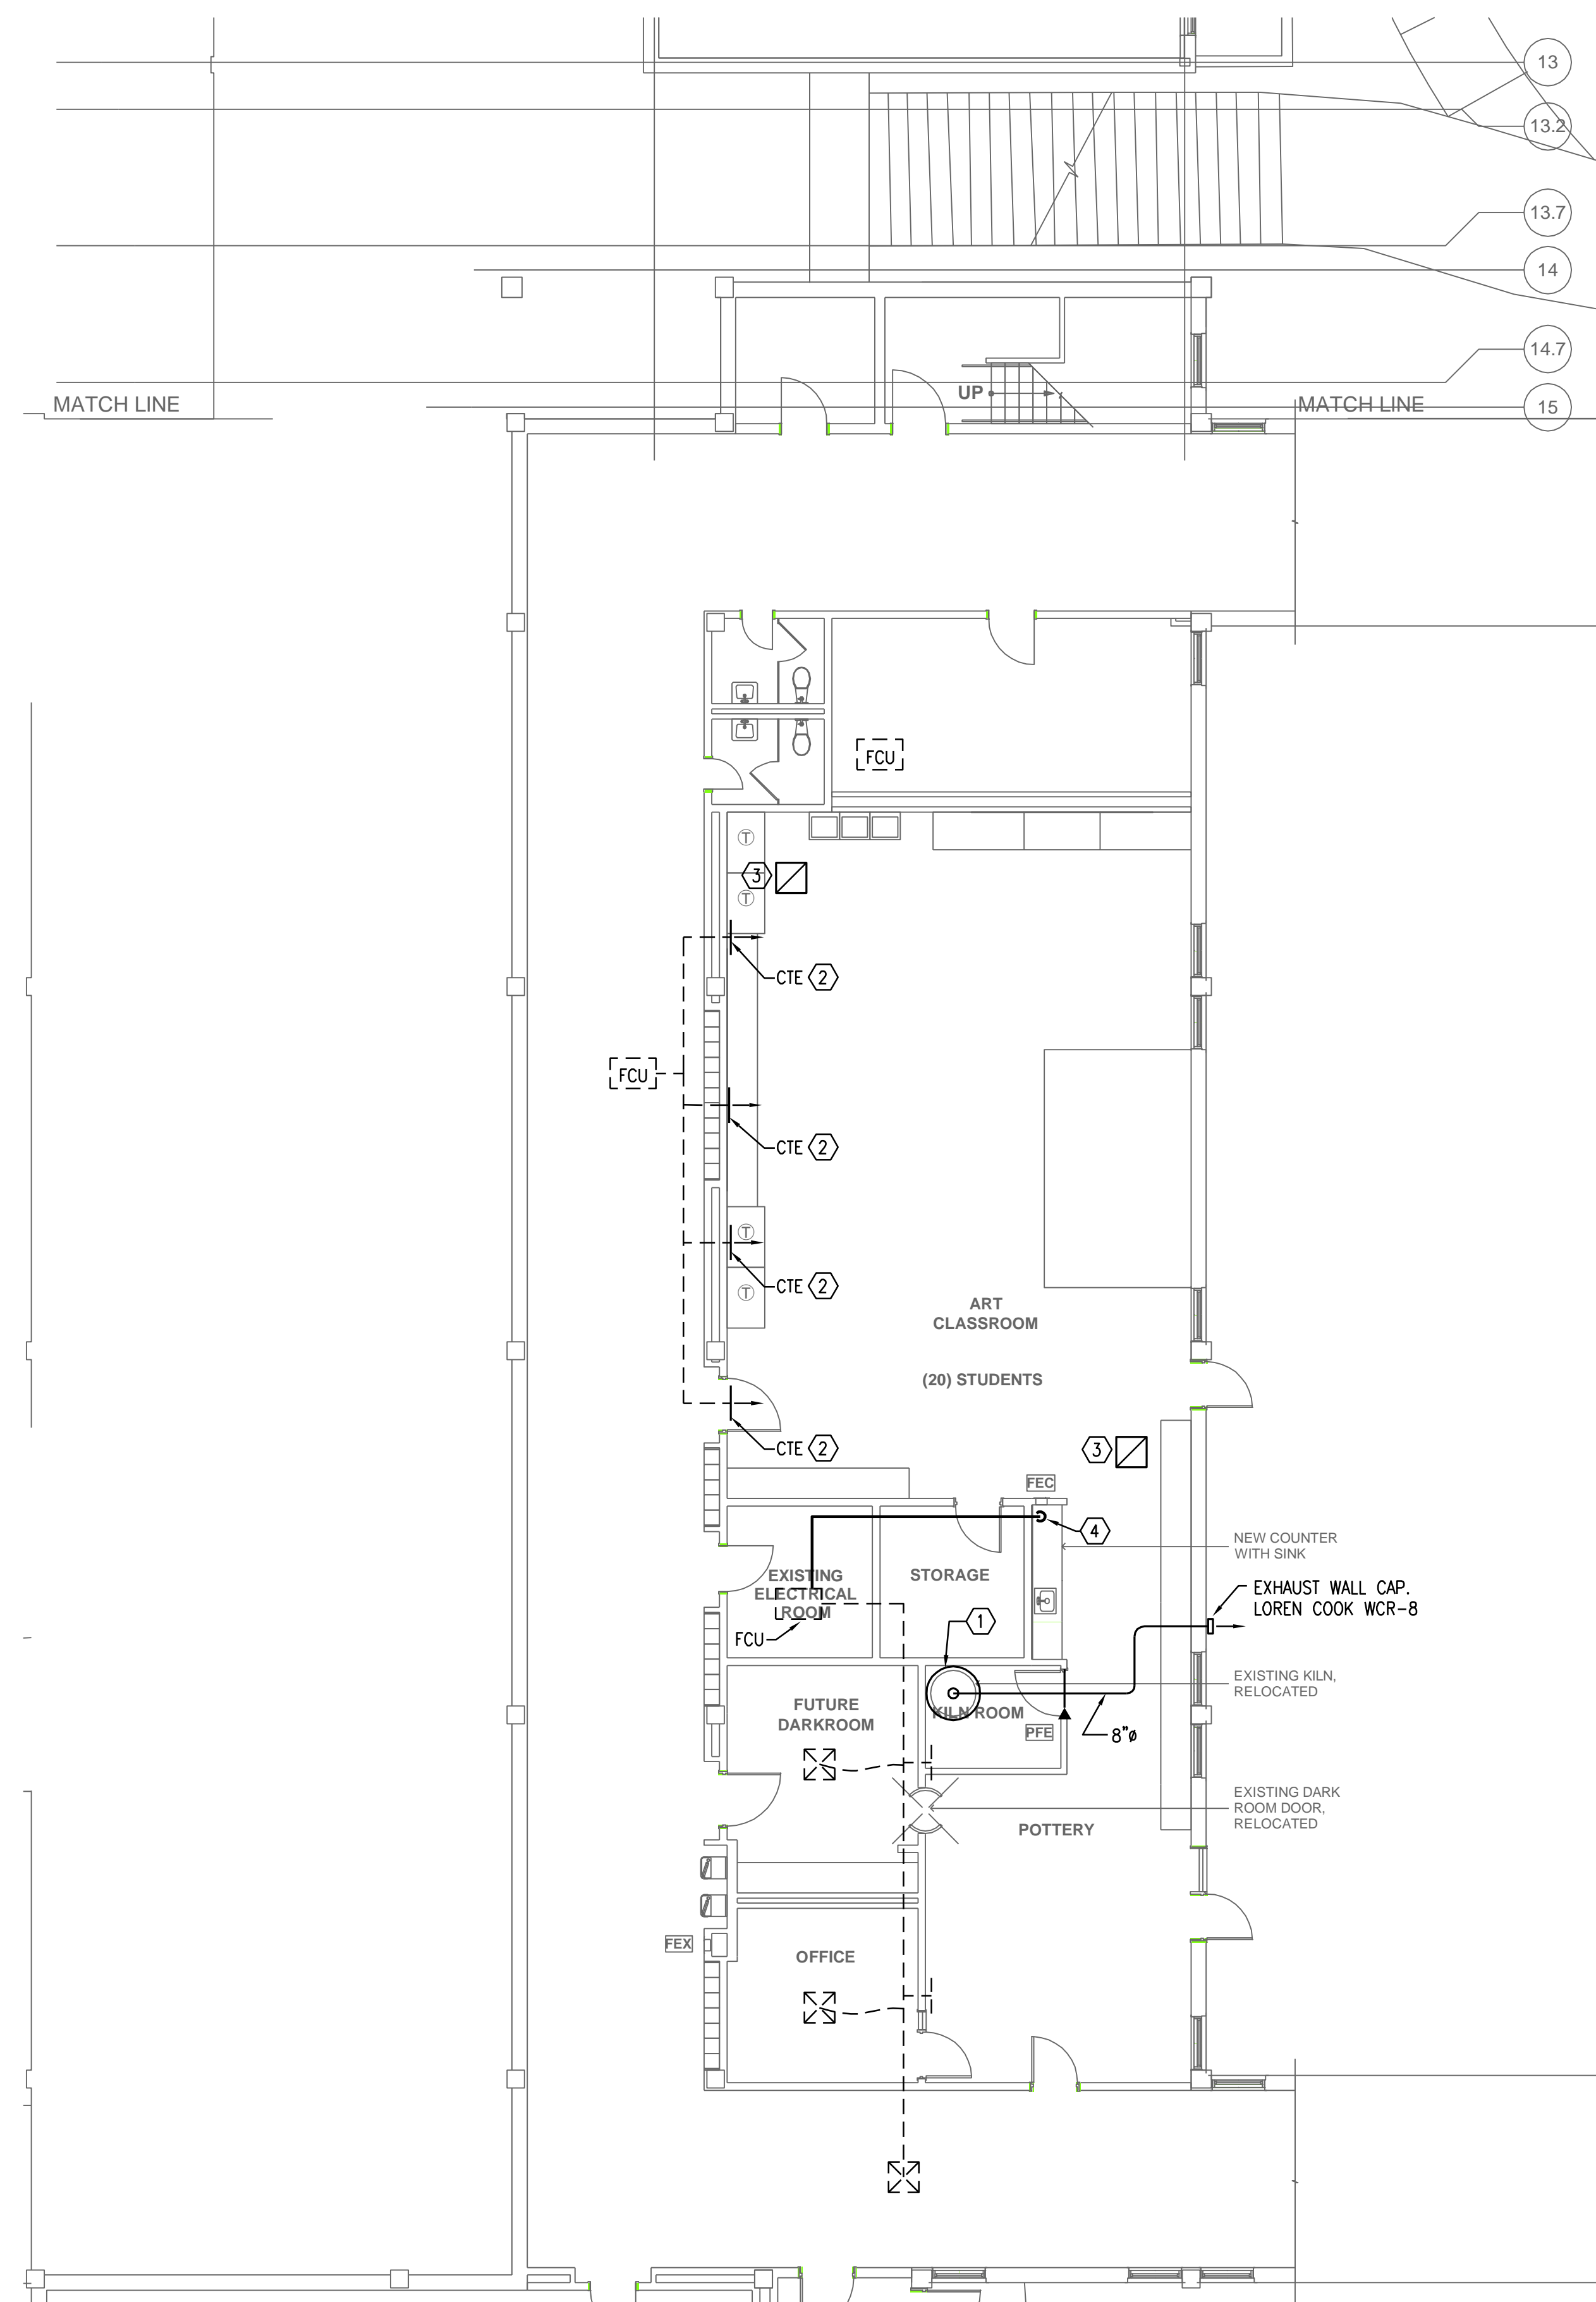 13
13.2
13.7
14
14.7
15
MATCH LINE
UP
MATCH LINE
FCU
T
3
T
CTE 2
FCU
CTE 2
T
CTE 2
T
ART
CLASSROOM
(20) STUDENTS
CTE 2
3
FEC
4
NEW COUNTER
WITH SINK
EXISTING
ELECTRICAL
ROOM
STORAGE
EXHAUST WALL CAP.
LOREN COOK WCR-8
1
FCU
EXISTING KILN,
RELOCATED
FUTURE
DARKROOM
KILN ROOM
PFE
8"ø
EXISTING DARK
ROOM DOOR,
RELOCATED
POTTERY
FEX
OFFICE